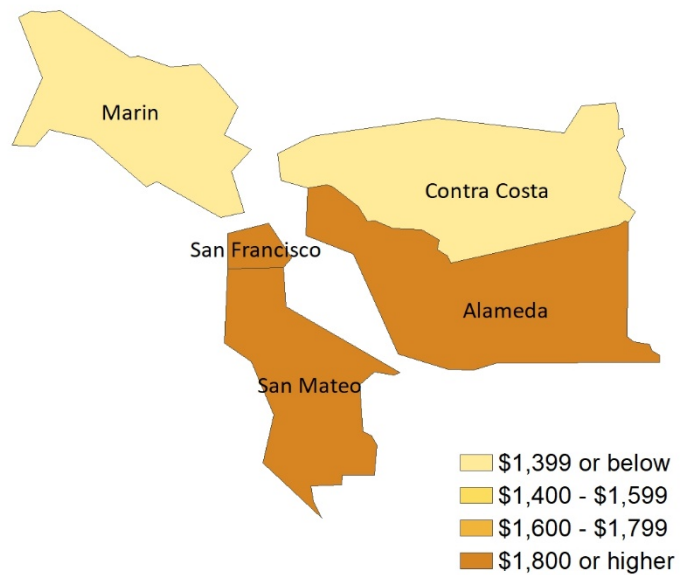 Marin
Contra Costa
San Francisco
Alameda
San Mateo
$1,399 or below
$1,400 - $1,599
$1,600 - $1,799
$1,800 or higher